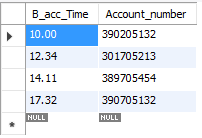 B_acc_Time Account_number
10.00 390205132
12.34 301705213
14.11 389705454
17.32 390705132
NULL NULL